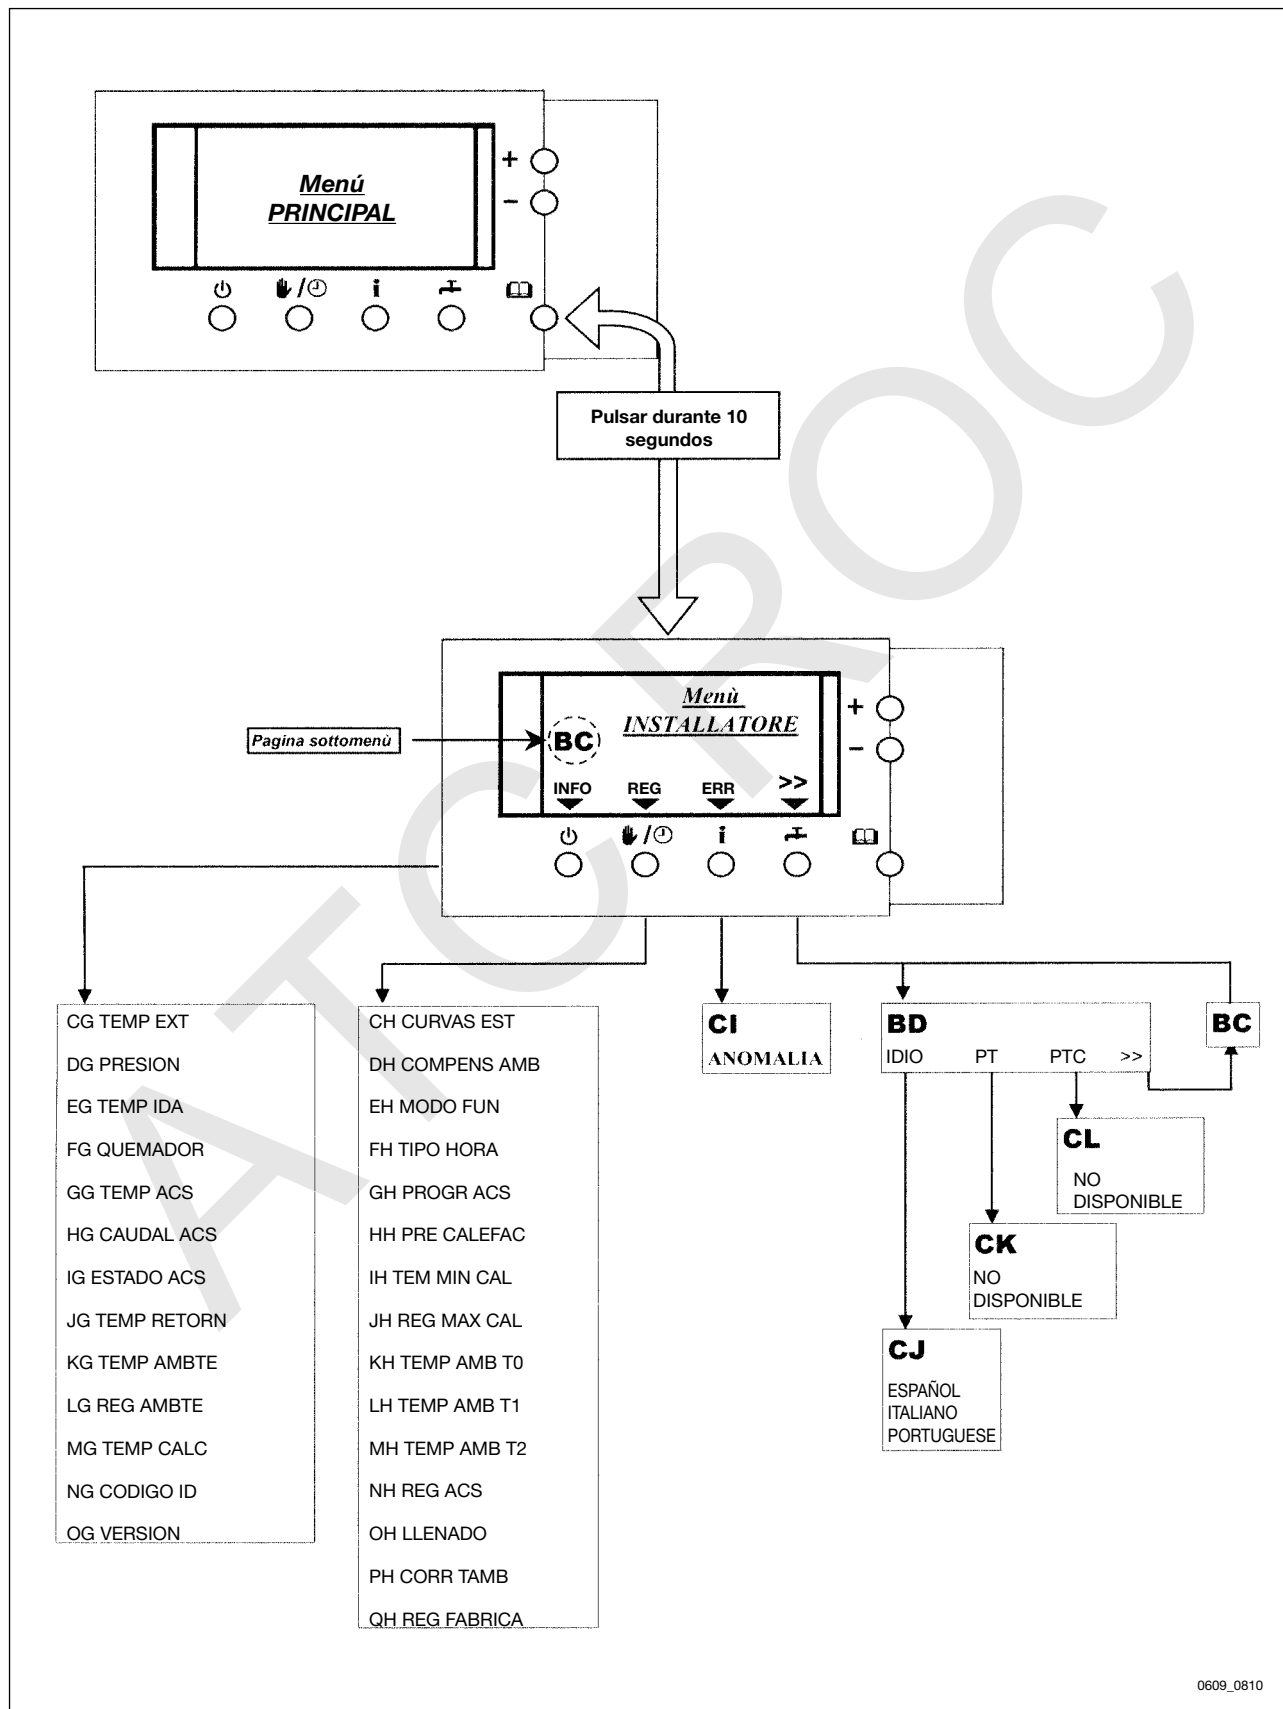 Menú
PRINCIPAL
+
-
/
i
Pulsar durante 10
segundos
Pagina sottomenù
Menù
INSTALLATORE
BC
INFO REG ERR >>
+
-
/
i
CG TEMP EXT
DG PRESION
EG TEMP IDA
FG QUEMADOR
GG TEMP ACS
HG CAUDAL ACS
IG ESTADO ACS
JG TEMP RETORN
KG TEMP AMBTE
LG REG AMBTE
MG TEMP CALC
NG CODIGO ID
OG VERSION
CH CURVAS EST
DH COMPENS AMB
EH MODO FUN
FH TIPO HORA
GH PROGR ACS
HH PRE CALEFAC
IH TEM MIN CAL
JH REG MAX CAL
KH TEMP AMB T0
LH TEMP AMB T1
MH TEMP AMB T2
NH REG ACS
OH LLENADO
PH CORR TAMB
QH REG FABRICA
CI
ANOMALIA
BD
IDIO PT PTC >>
BC
CL
NO
DISPONIBLE
CK
NO
DISPONIBLE
CJ
ESPAÑOL
ITALIANO
PORTUGUESE
ATCROC
0609_0810